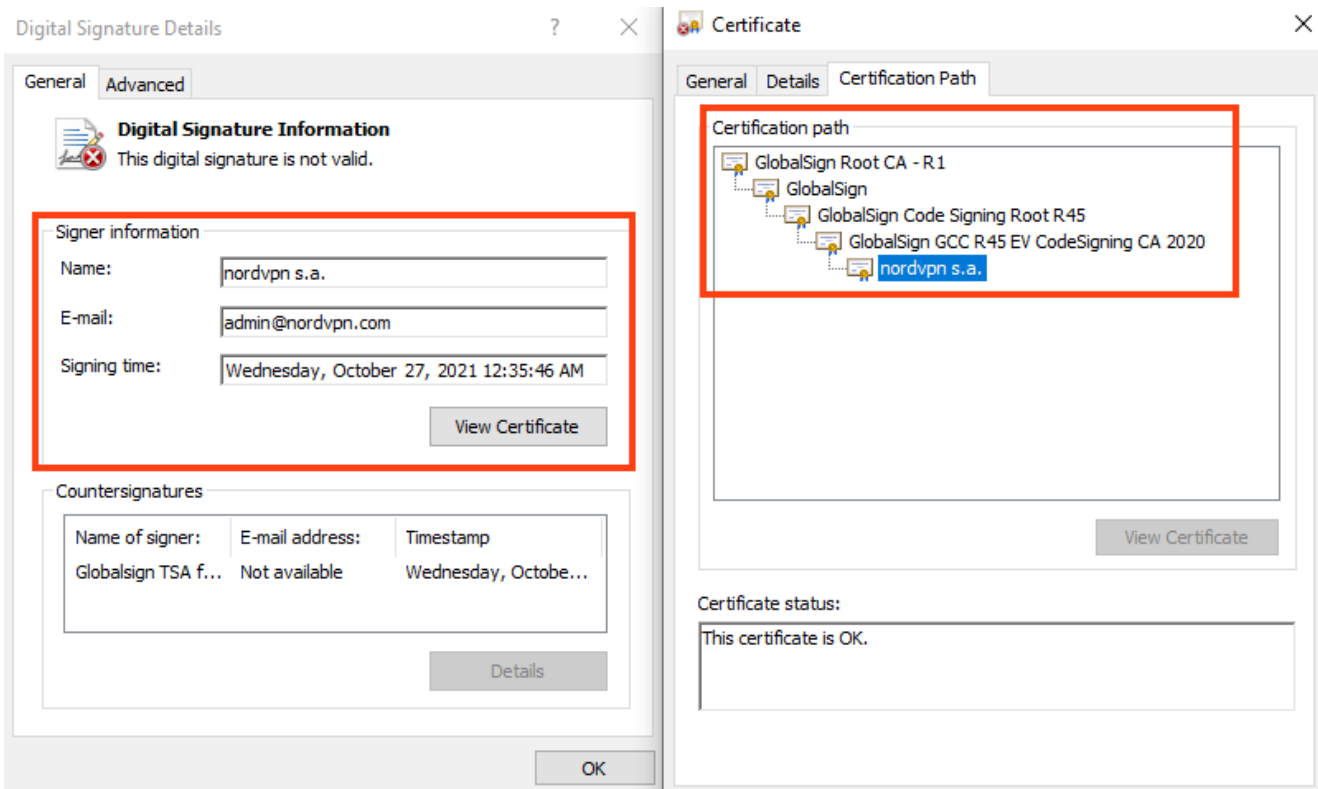 Digital Signature Details
?
General
Advanced
Digital Signature Information
This digital signature is not valid.
Signer information
Name:
nordvpn s.a.
E-mail:
admin@nordvpn.com
Signing time:
Wednesday, October 27, 2021 12:35:46 AM
View Certificate
Countersignatures
Name of signer: E-mail address: Timestamp
Globalsign TSA f... Not available Wednesday, Octobe...
Details
OK
Certificate
General Details Certification Path
Certification path
GlobalSign Root CA - R1
GlobalSign
GlobalSign Code Signing Root R45
GlobalSign GCC R45 EV CodeSigning CA 2020
nordvpn s.a.
View Certificate
Certificate status:
This certificate is OK.